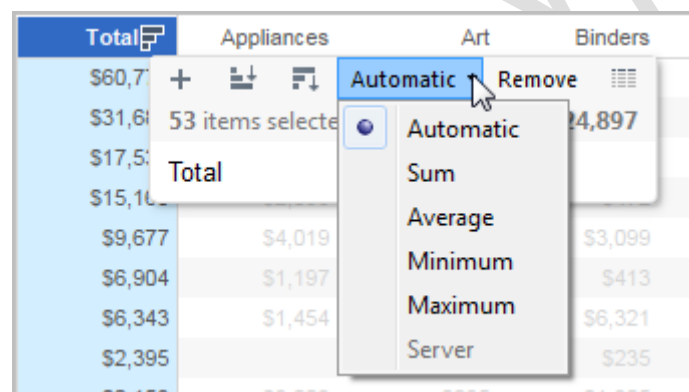 Total Appliances Art Binders
$60,7
Automatic Remove
$31,6
53 items selecte
24,897
Automatic
$17,5
Total
Sum
$15,1
Average
$9,677 $4,019 $3,099
Minimum
$6,904 $1,197 $413
Maximum
$6,343 $1,454 $6,321
Server
$2,395 $235